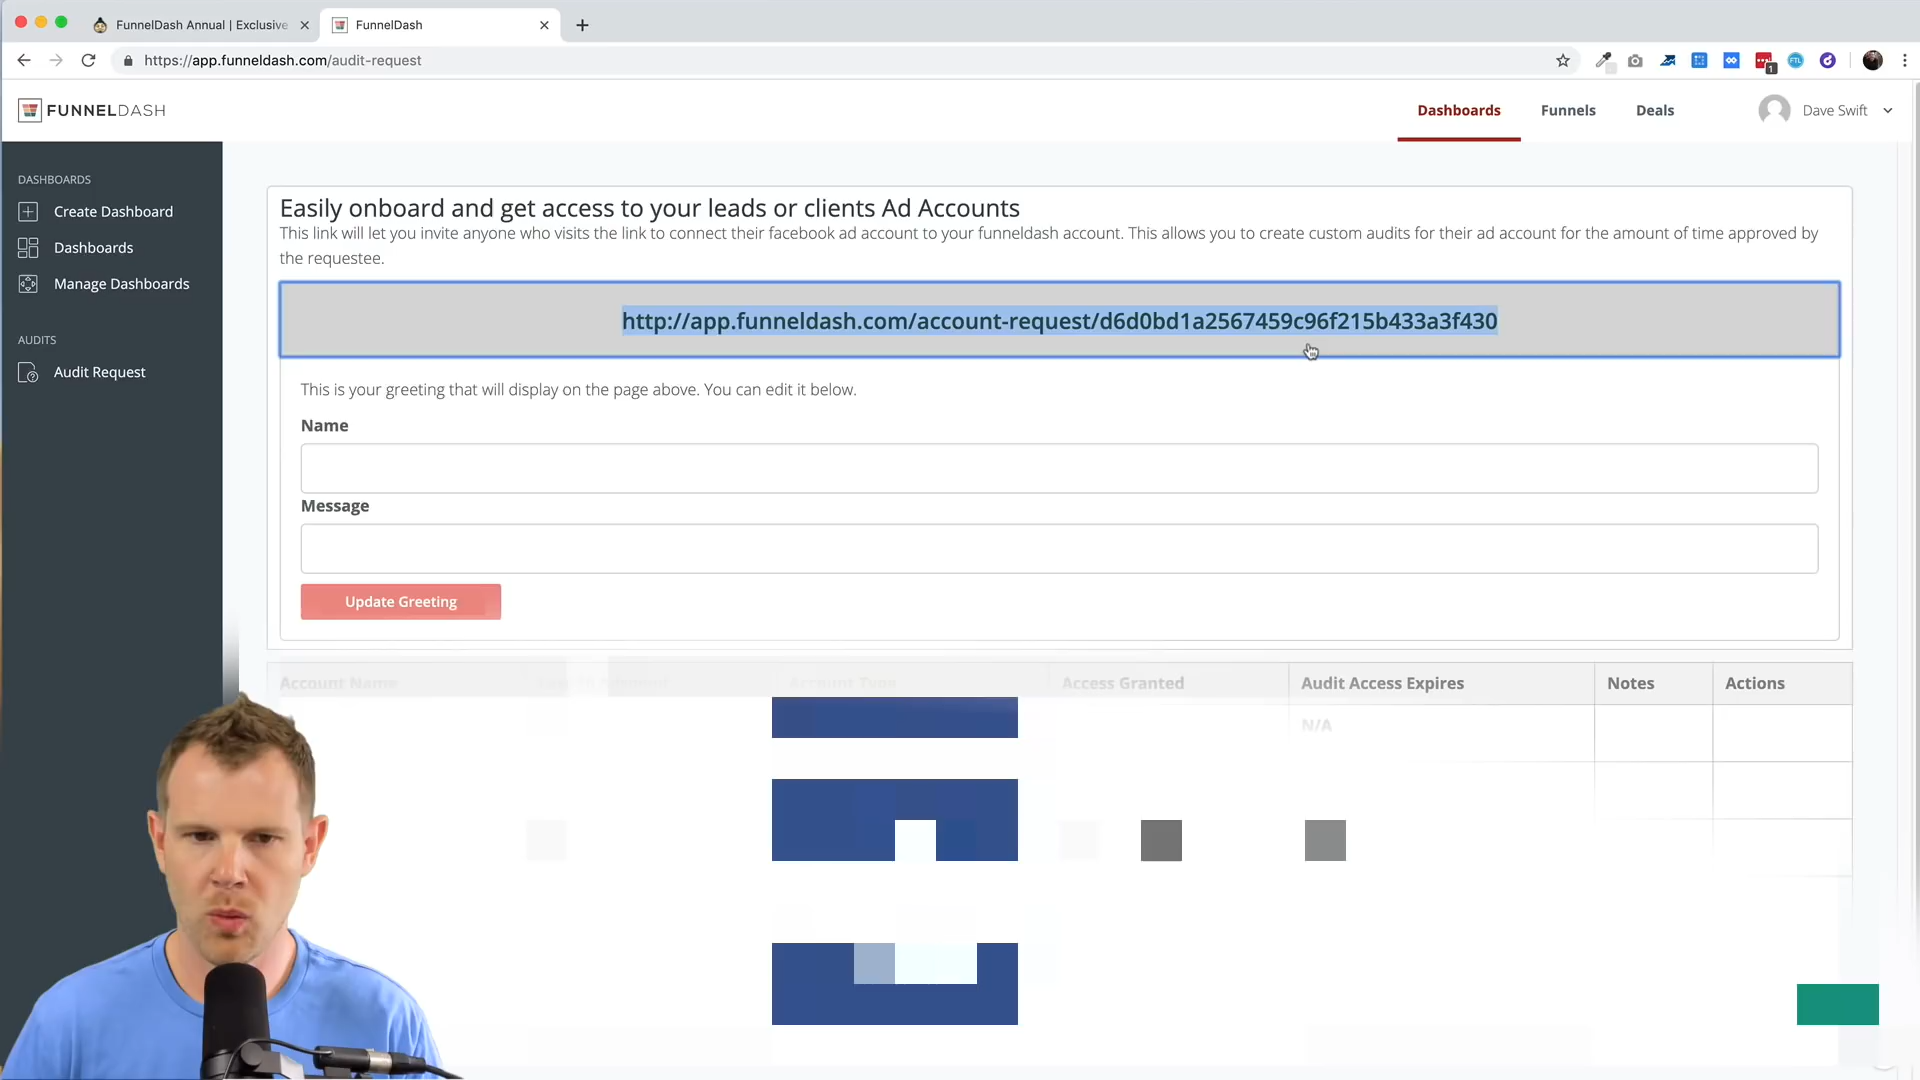 FunnelDash Annual | Exclusive
FunnelDash
https://app.funneldash.com/audit-request
1
FTL
FUNNELDASH
Dashboards
Funnels
Deals
Dave Swift
DASHBOARDS
Create Dashboard
Dashboards
Manage Dashboards
AUDITS
Audit Request
Easily onboard and get access to your leads or clients Ad Accounts
This link will let you invite anyone who visits the link to connect their facebook ad account to your funneldash account. This allows you to create custom audits for their ad account for the amount of time approved by
the requestee.
http://app.funneldash.com/account-request/d6d0bd1a2567459c96f215b433a3f430
This is your greeting that will display on the page above. You can edit it below.
Name
Message
Update Greeting
Account Name
Account Type
Access Granted
Audit Access Expires
Notes
Actions
N/A